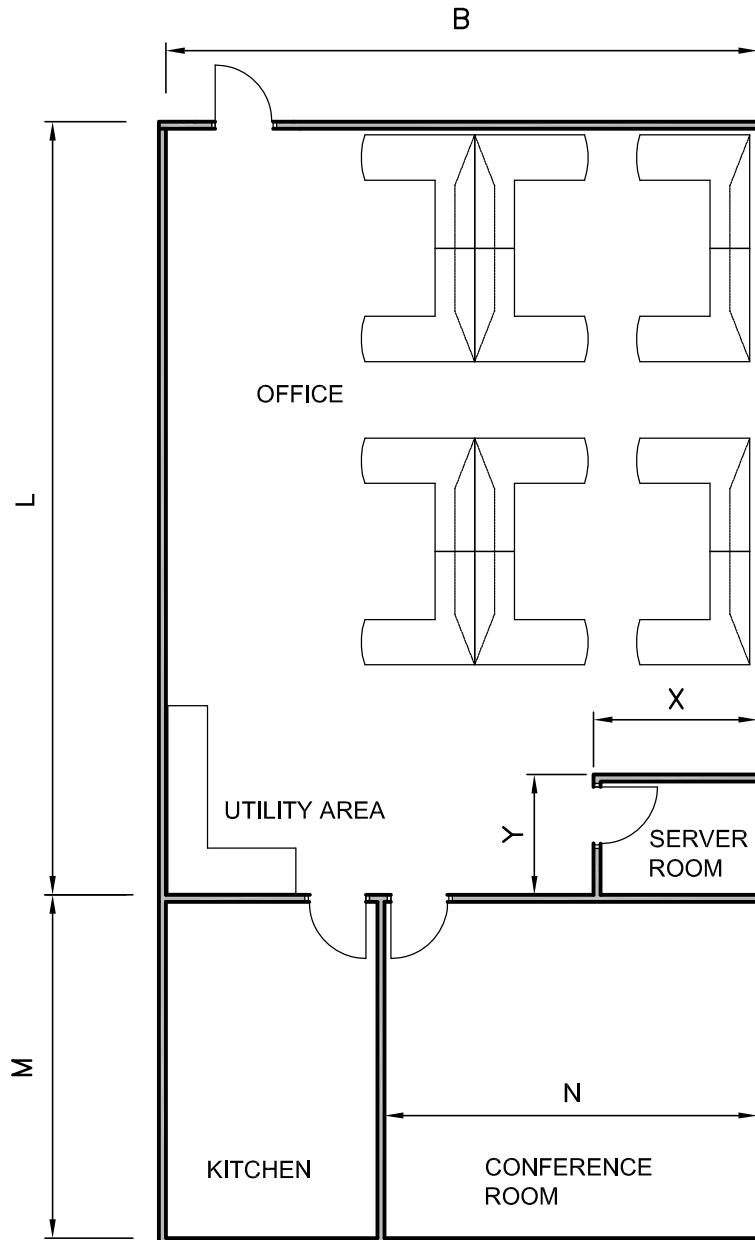 B
OFFICE
L
X
UTILITY AREA
Y
SERVER
ROOM
M
N
KITCHEN
CONFERENCE
ROOM